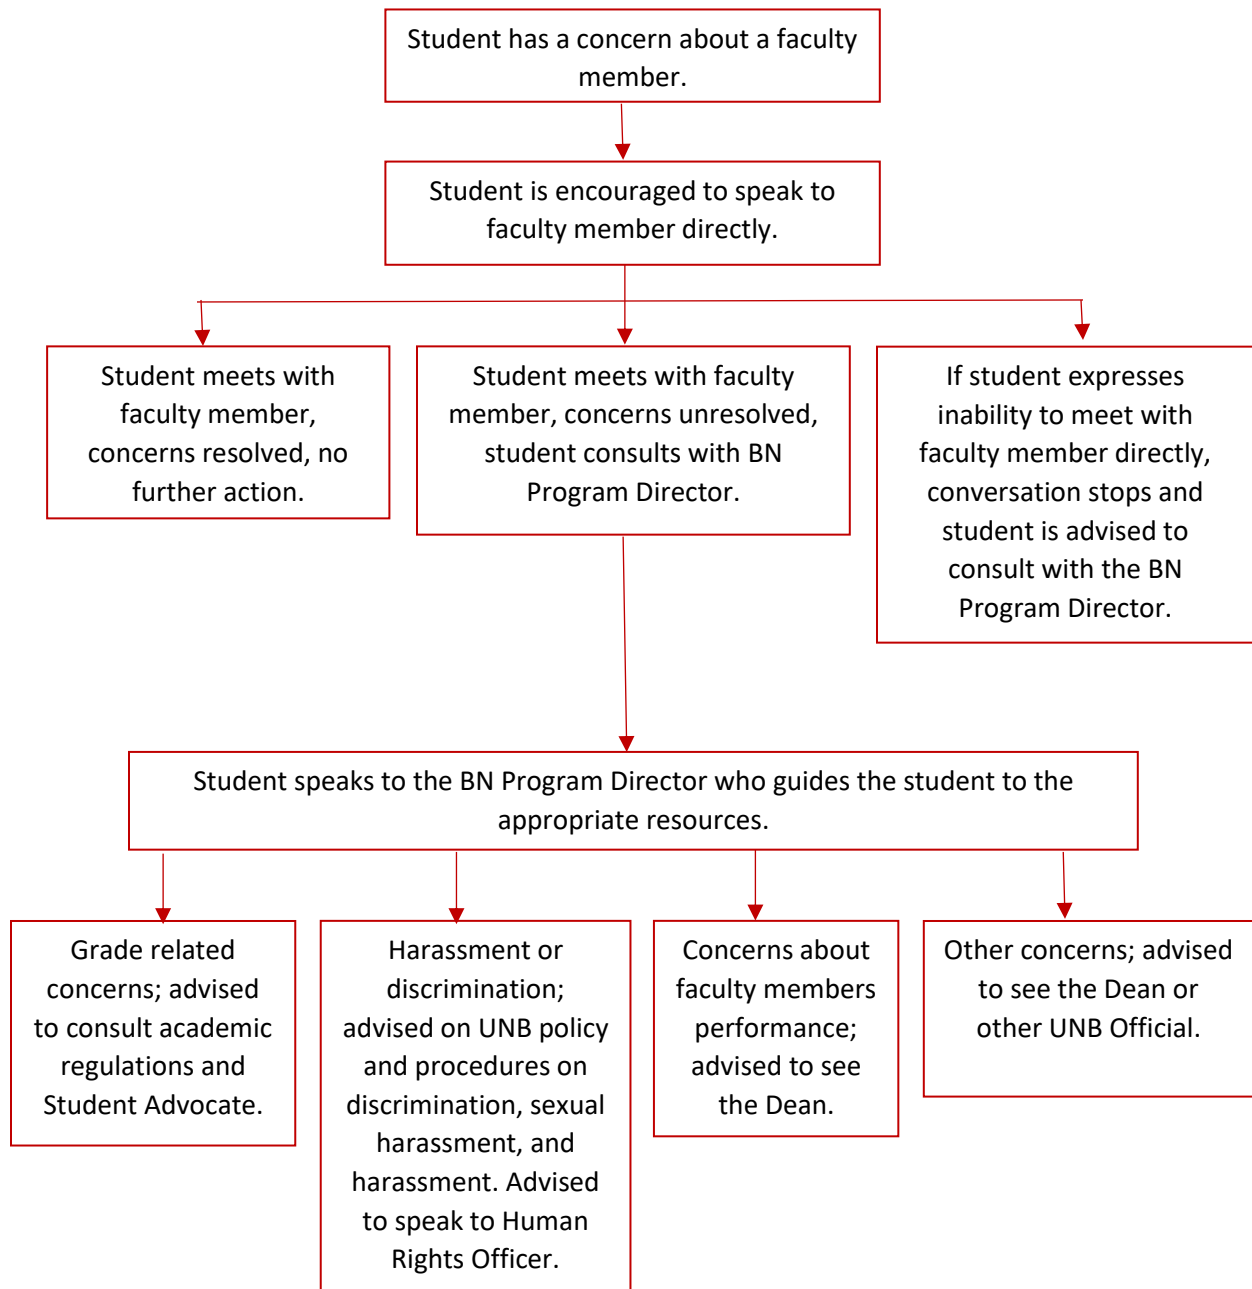 Student has a concern about a faculty
member.
Student is encouraged to speak to
faculty member directly.
Student meets with
faculty member,
concerns resolved, no
further action.
Student meets with faculty
member, concerns unresolved,
student consults with BN
Program Director.
If student expresses
inability to meet with
faculty member directly,
conversation stops and
student is advised to
consult with the BN
Program Director.
Student speaks to the BN Program Director who guides the student to the
appropriate resources.
Grade related
concerns; advised
to consult academic
regulations and
Student Advocate.
Harassment or
discrimination;
advised on UNB policy
and procedures on
discrimination, sexual
harassment, and
harassment. Advised
to speak to Human
Rights Officer.
Concerns about
faculty members
performance;
advised to see
the Dean.
Other concerns; advised
to see the Dean or
other UNB Official.